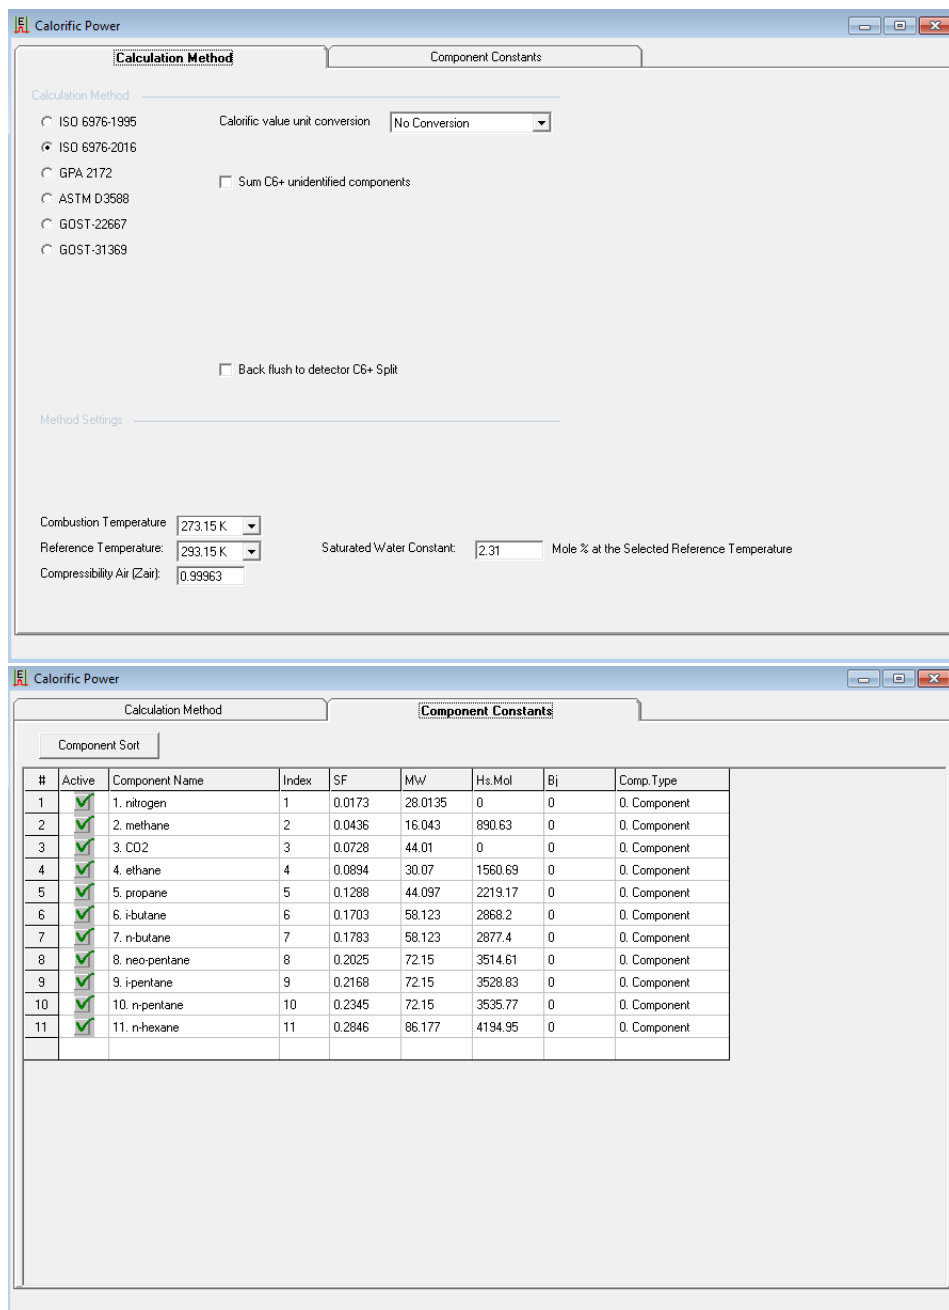 Calorific Power
Calculation Method Component Constants
Calculation Method
ISO 6976-1995 Calorific value unit conversion No Conversion
ISO 6976-2016
GPA 2172 Sum C6+ unidentified components
ASTM D3588
GOST-22667
GOST-31369
Back flush to detector C6+ Split
Method Settings
Combustion Temperature 273.15 K
Reference Temperature: 293.15 K Saturated Water Constant: 2.31 Mole % at the Selected Reference Temperature
Compressibility Air (Zair): 0.99963
Calorific Power
Calculation Method Component Constants
Component Sort
# Active Component Name Index SF MW Hs.Mol Bj Comp.Type
1 1. nitrogen 1 0.0173 28.0135 0 0 0. Component
2 2. methane 2 0.0436 16.043 890.63 0 0. Component
3 3. CO2 3 0.0728 44.01 0 0 0. Component
4 4. ethane 4 0.0894 30.07 1560.69 0 0. Component
5 5. propane 5 0.1288 44.097 2219.17 0 0. Component
6 6. i-butane 6 0.1703 58.123 2868.2 0 0. Component
7 7. n-butane 7 0.1783 58.123 2877.4 0 0. Component
8 8. neo-pentane 8 0.2025 72.15 3514.61 0 0. Component
9 9. i-pentane 9 0.2168 72.15 3528.83 0 0. Component
10 10. n-pentane 10 0.2345 72.15 3535.77 0 0. Component
11 11. n-hexane 11 0.2846 86.177 4194.95 0 0. Component